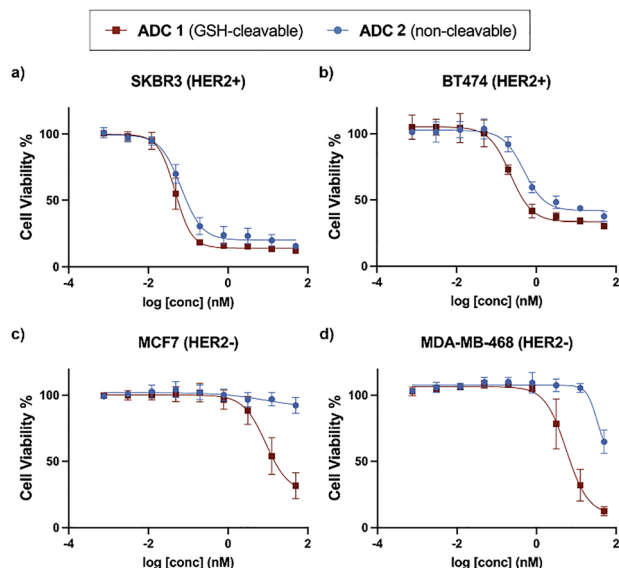 ADC 1 (GSH-cleavable) ADC 2 (non-cleavable)
a)
SKBR3 (HER2+)
Cell Viability %
100
50
0
-4 -2 0 2
log [conc] (nM)
b)
BT474 (HER2+)
Cell Viability %
100
50
0
-4 -2 0 2
log [conc] (nM)
c)
MCF7 (HER2-)
Cell Viability %
100
50
0
-4 -2 0 2
log [conc] (nM)
d)
MDA-MB-468 (HER2-)
Cell Viability %
100
50
0
-4 -2 0 2
log [conc] (nM)